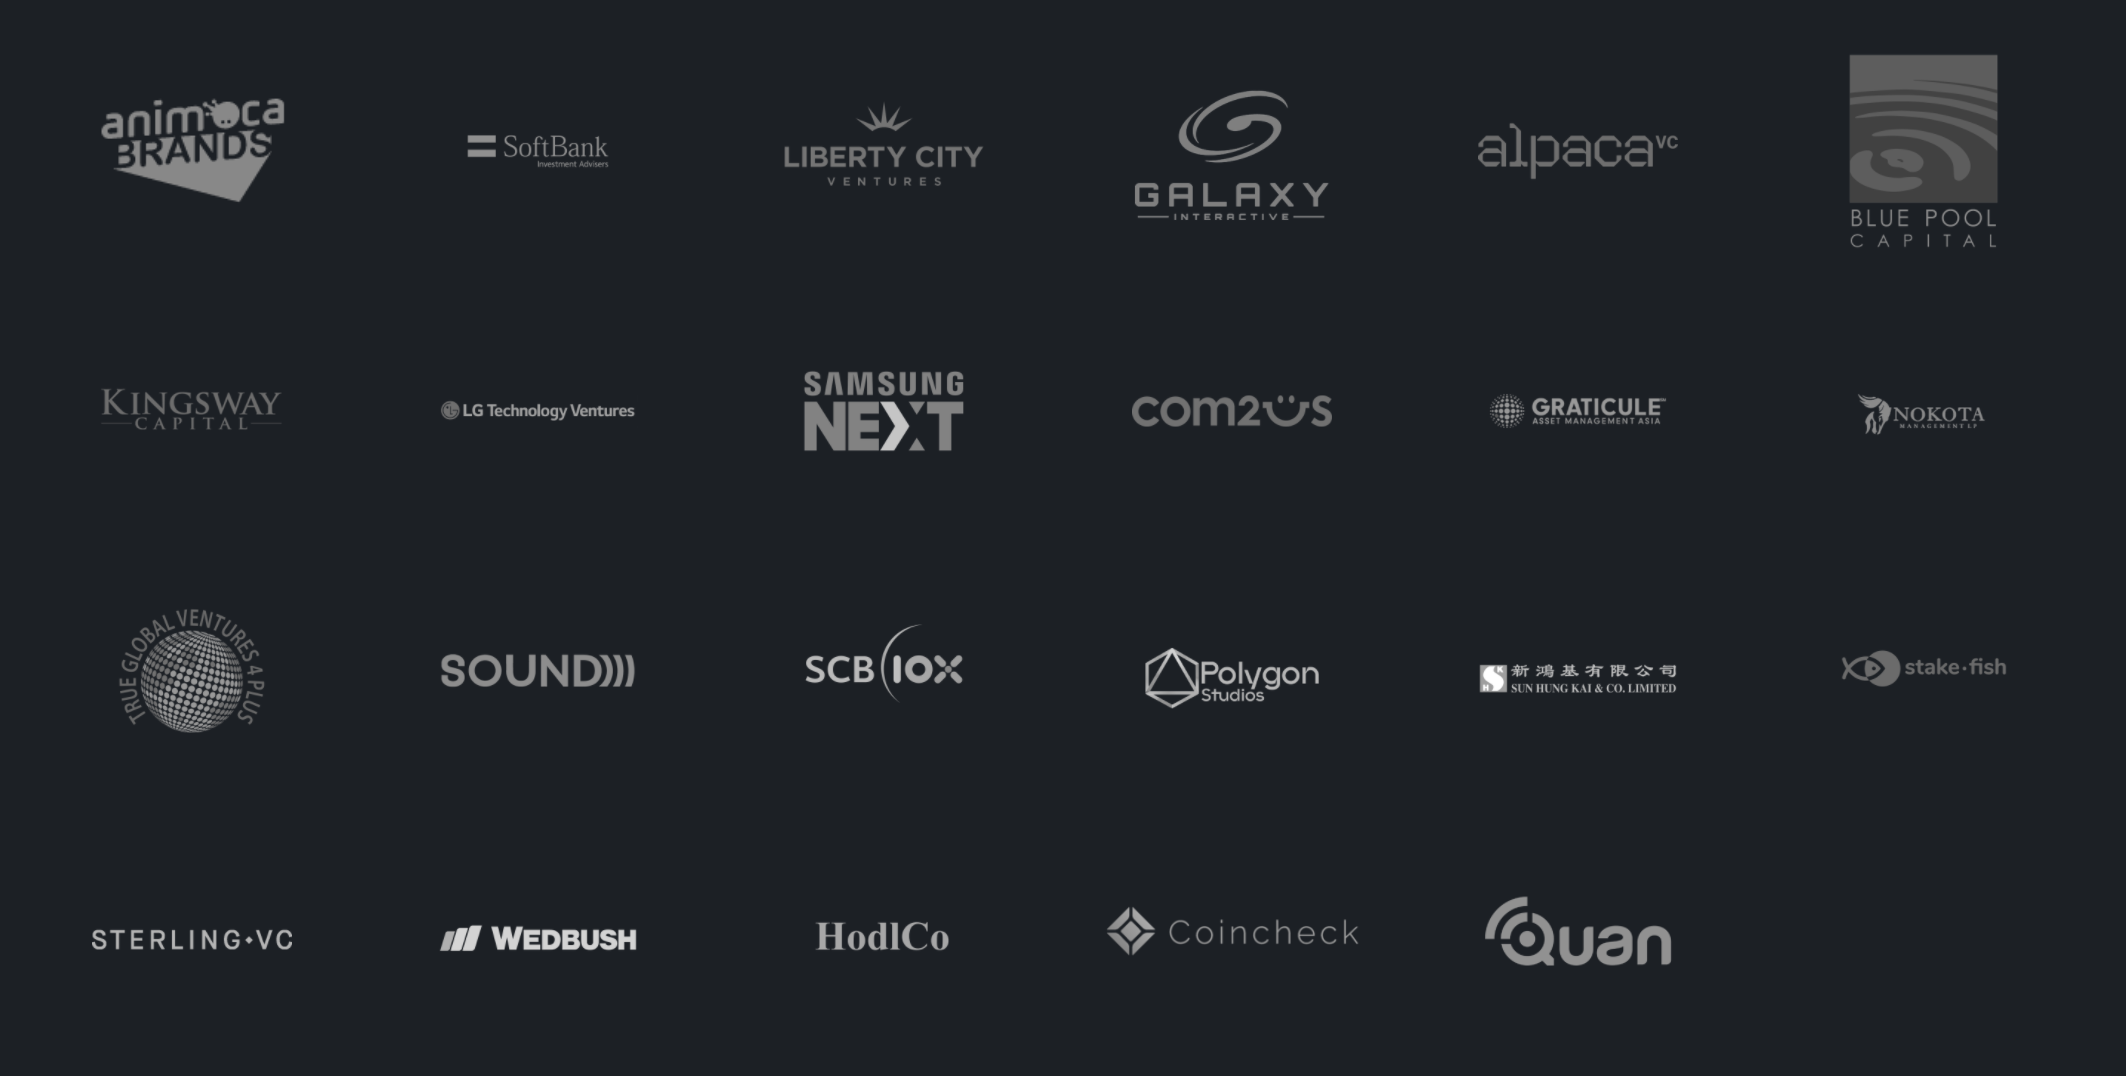 animoca
BRANDS
SoftBank
Investment Advisers
LIBERTY CITY
VENTURES
GALAXY
INTERACTIVE
alpaca VC
BLUE POOL
CAPITAL
KINGSWAY
CAPITAL
LG Technology Ventures
SAMSUNG
NEXT
com2us
GRATICULE™
ASSET MANAGEMENT ASIA
NOKOTA
MANAGEMENT LP
TRUE GLOBAL VENTURES 4 PLUS
SOUND
SCB 10X
Polygon
Studios
S K H
新鴻基有限公司
SUN HUNG KAI & CO. LIMITED
stake·fish
STERLING·VC
WEDBUSH
HodlCo
Coincheck
Quan